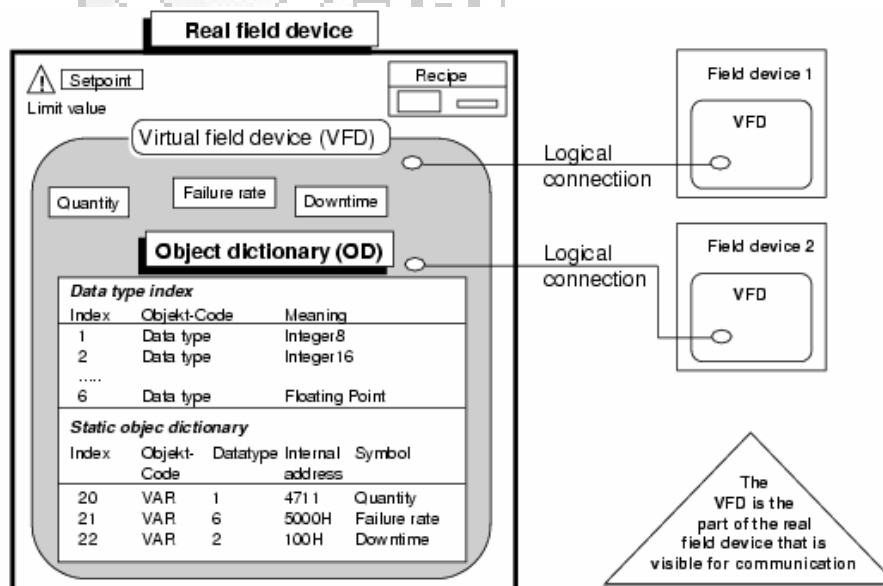 Real field device
Setpoint
Limit value
Recipe
Virtual field device (VFD)
Quantity
Failure rate
Downtime
Object dictionary (OD)
Data type index
Index Objekt-Code Meaning
1 Data type Integer8
2 Data type Integer16
.....
6 Data type Floating Point
Static objec dictionary
Index Objekt- Datatype Internal Symbol
Code address
20 VAR 1 4711 Quantity
21 VAR 6 5000H Failure rate
22 VAR 2 100H Downtime
Logical
connectiion
Logical
connection
Field device 1
VFD
Field device 2
VFD
The
VFD is the
part of the real
field device that is
visible for communication